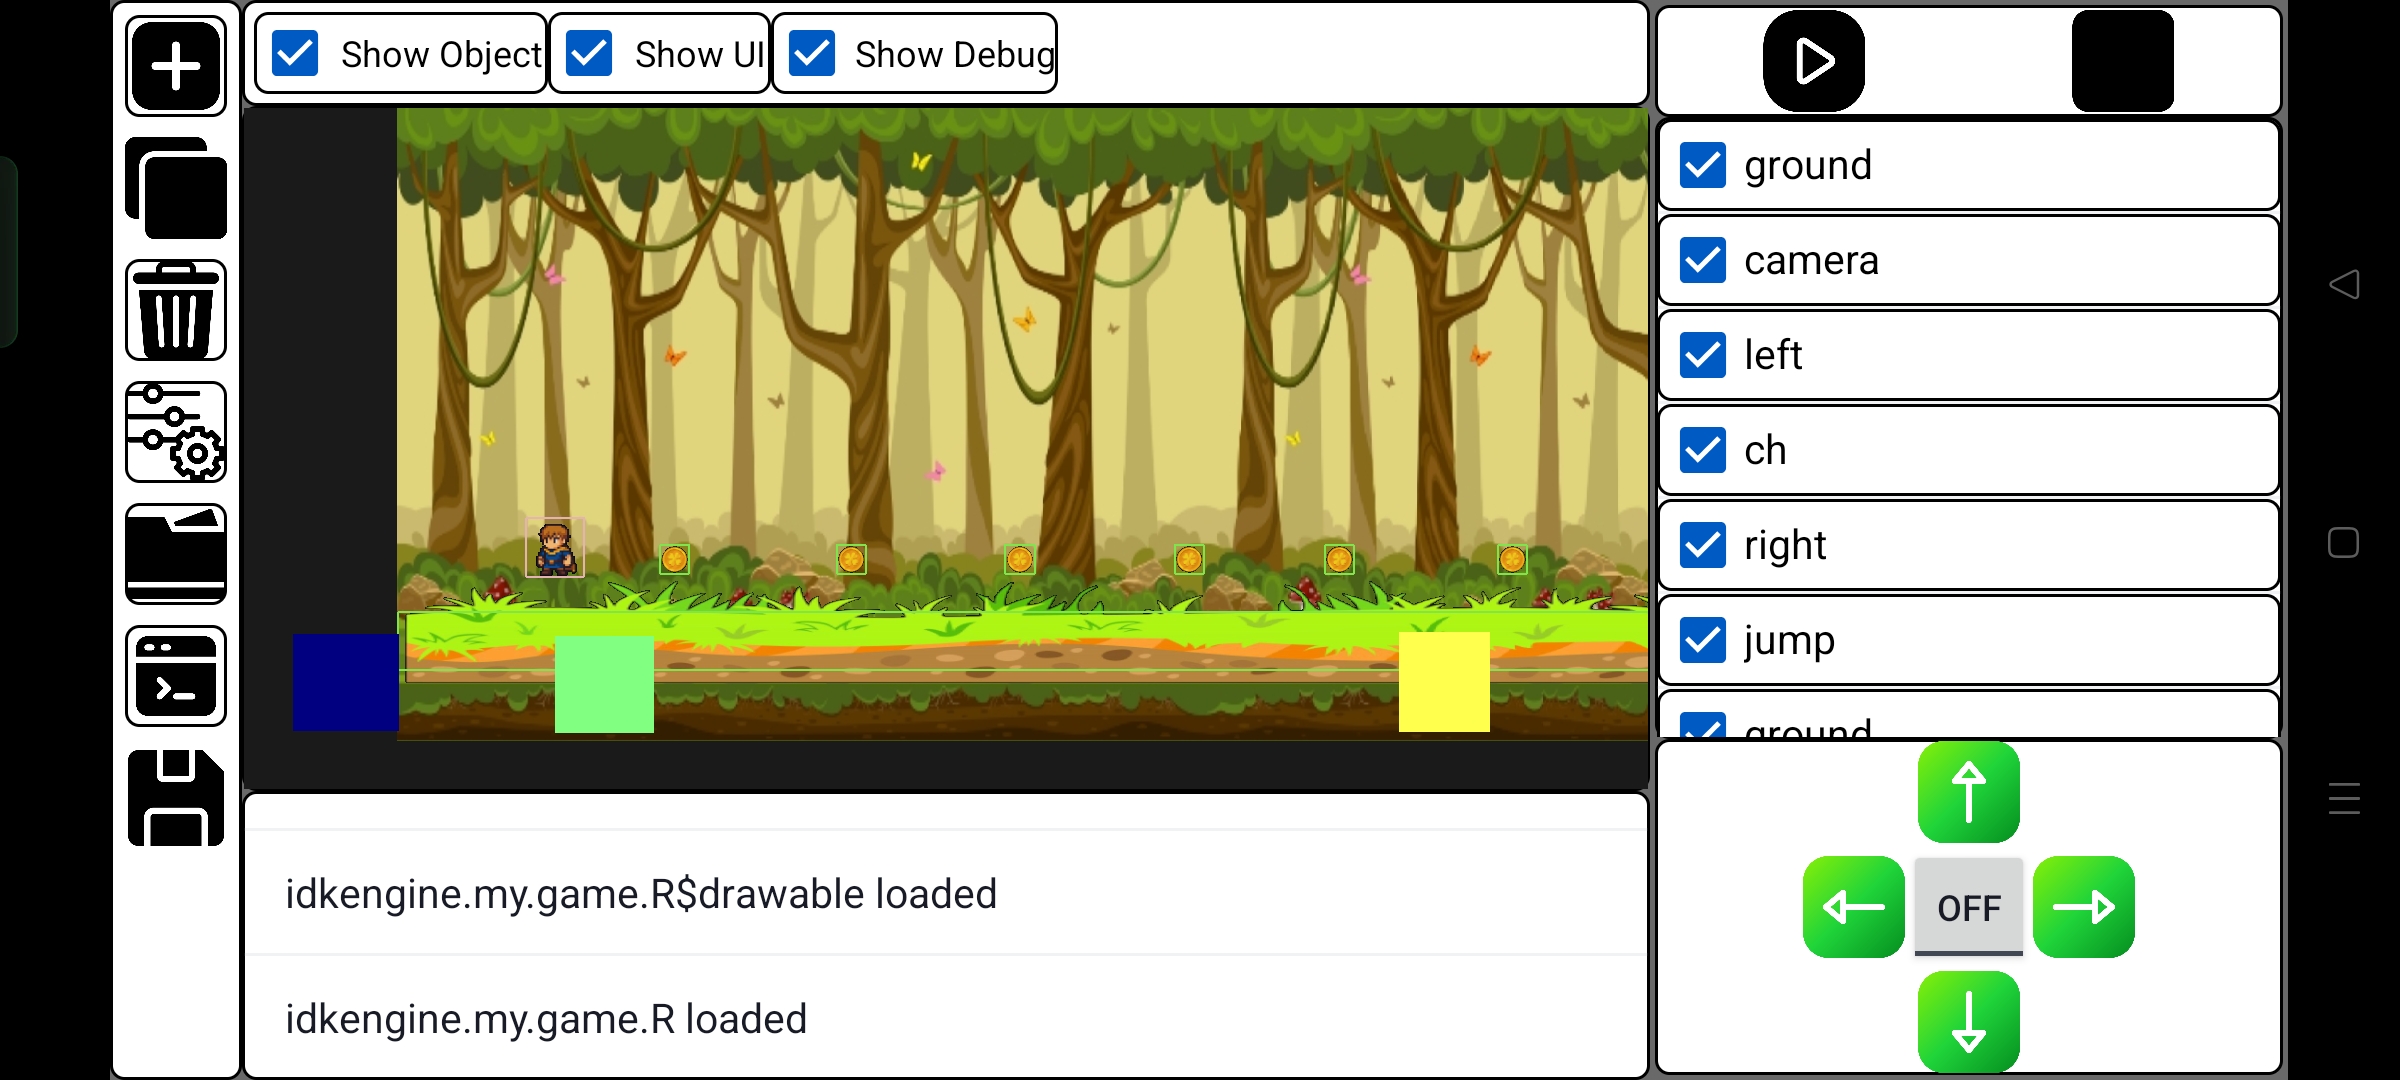 Show Object
Show UI
Show Debug
ground
camera
left
ch
right
jump
ground
idkengine.my.game.R$drawable loaded
idkengine.my.game.R loaded
OFF